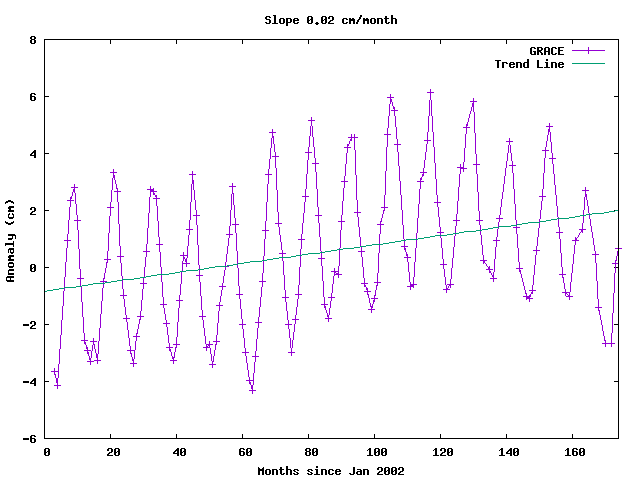 Slope 0.02 cm/month
GRACE
Trend Line
8
6
4
2
0
-2
-4
-6
Anomaly (cm)
0 20 40 60 80 100 120 140 160
Months since Jan 2002